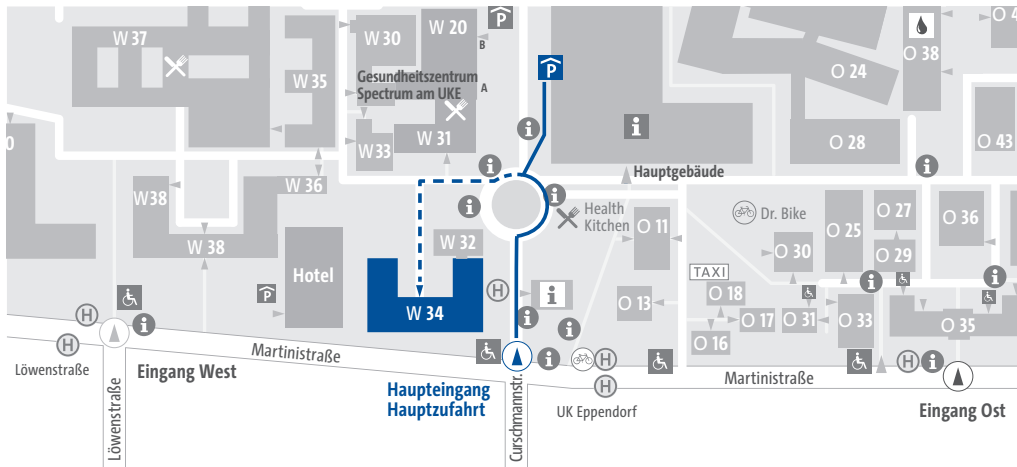 W 37
W 35
W 30
W 20
P
B
A
Gesundheitszentrum
Spectrum am UKE
W 31
W 33
P
i
O 24
O 38
O 4
O 28
O 43
i
i
i
i
0
W38
W 36
W 38
Hauptgebäude
i
i
Health
Kitchen
O 11
Dr. Bike
O 30
O 25
O 27
O 29
O 36
i
i
W 32
Hotel
P
W 34
H
i
i
i
TAXI
O 13
O 18
O 17
O 16
O 31
O 33
O 35
H
i
H
Löwenstraße
Martinistraße
Eingang West
Löwenstraße
Haupteingang
Hauptzufahrt
i
Curschmannstr.
H
H
UK Eppendorf
Martinistraße
H
i
Eingang Ost